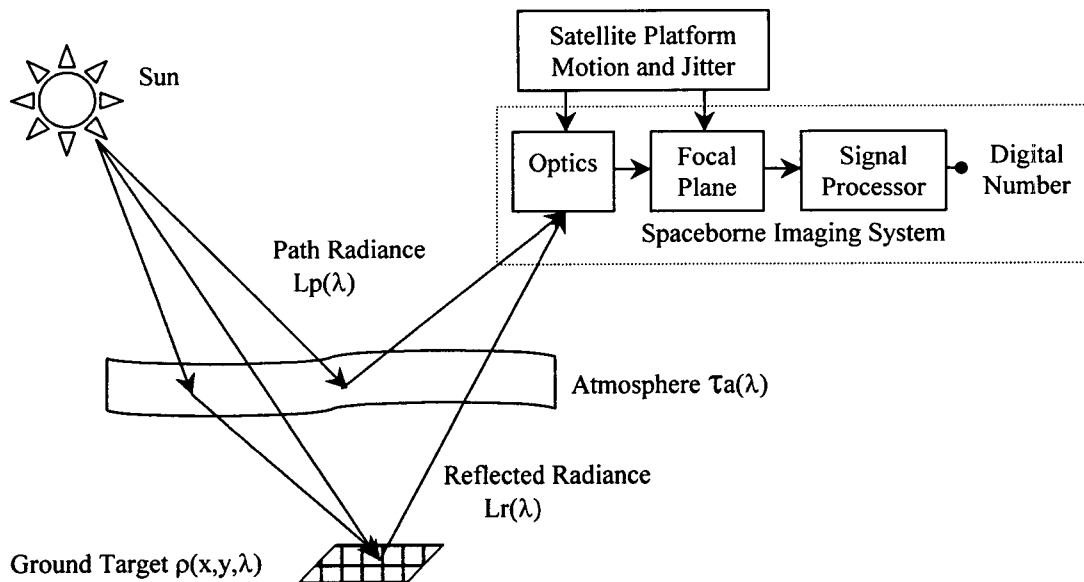 Satellite Platform
Motion and Jitter
Sun
Optics
Focal
Plane
Signal
Processor
Digital
Number
Spaceborne Imaging System
Path Radiance
Lp(λ)
Atmosphere τa(λ)
Reflected Radiance
Lr(λ)
Ground Target ρ(x,y,λ)